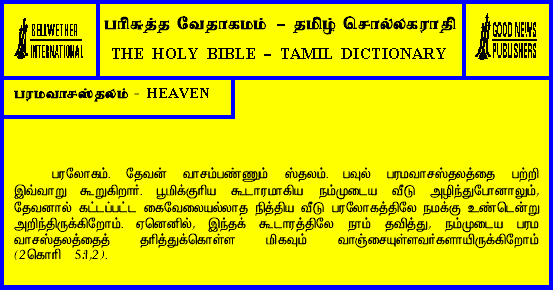 BELLWETHER
INTERNATIONAL
பரிசுத்த வேதாகமம் – தமிழ் சொல்லகராதி
THE HOLY BIBLE – TAMIL DICTIONARY
GOOD NEWS
PUBLISHERS
பரமவாசஸ்தலம் - HEAVEN
பரலோகம். தேவன் வாசம்பண்ணும் ஸ்தலம். பவுல் பரமவாசஸ்தலத்தை பற்றி
இவ்வாறு கூறுகிறார். பூமிக்குரிய கூடாரமாகிய நம்முடைய வீடு அழிந்துபோனாலும்,
தேவனால் கட்டப்பட்ட கைவேலையல்லாத நித்திய வீடு பரலோகத்திலே நமக்கு உண்டென்று
அறிந்திருக்கிறோம். ஏனெனில், இந்தக் கூடாரத்திலே நாம் தவித்து, நம்முடைய பரம
வாசஸ்தலத்தைத் தரித்துக்கொள்ள மிகவும் வாஞ்சையுள்ளவர்களாயிருக்கிறோம்
(2கொரி 5:1,2).